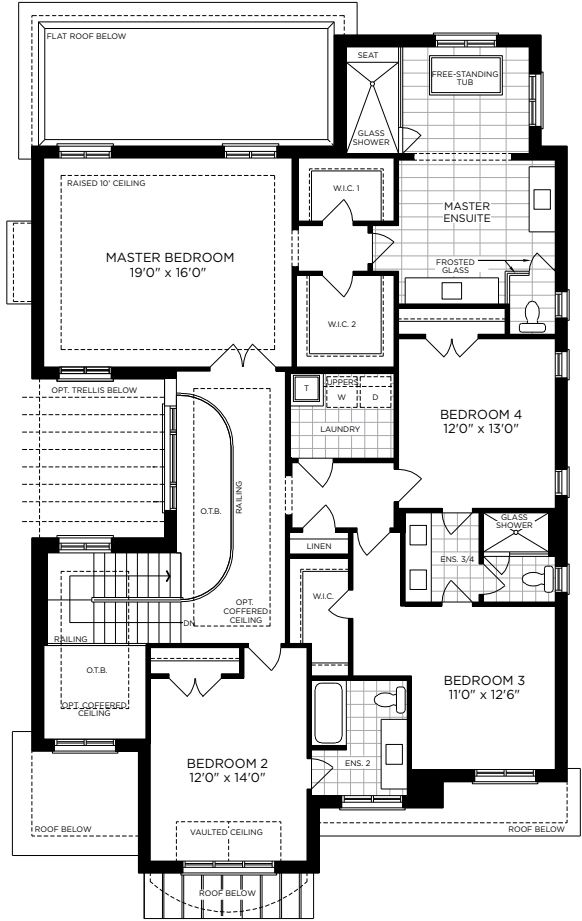 FLAT ROOF BELOW
SEAT
FREE-STANDING
TUB
GLASS
SHOWER
RAISED 10' CEILING
W.I.C. 1
MASTER
ENSUITE
MASTER BEDROOM
19'0" x 16'0"
FROSTED
GLASS
W.I.C. 2
OPT. TRELLIS BELOW
T
UPPERS
W
D
LAUNDRY
BEDROOM 4
12'0" x 13'0"
O.T.B.
RAILING
GLASS
SHOWER
LINEN
ENS. 3/4
W.I.C.
OPT.
COFFERED
CEILING
DN
RAILING
O.T.B.
OPT. COFFERED
CEILING
BEDROOM 3
11'0" x 12'6"
BEDROOM 2
12'0" x 14'0"
ENS. 2
ROOF BELOW
VAULTED CEILING
ROOF BELOW
ROOF BELOW